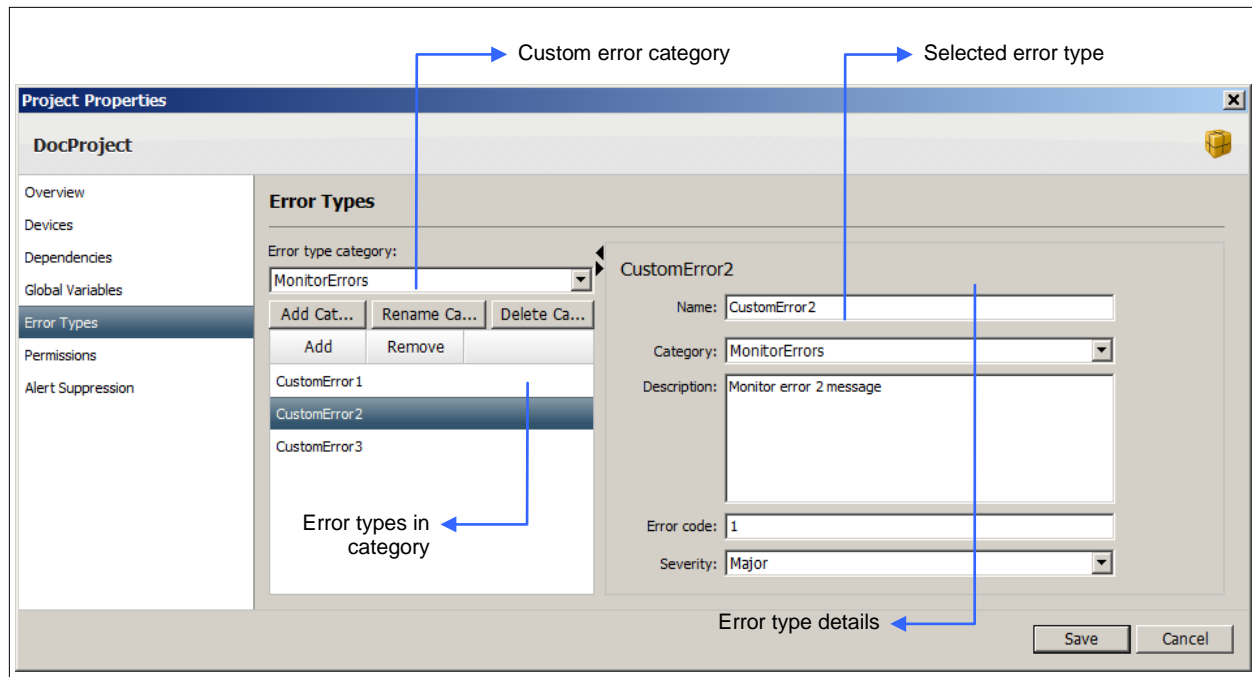 Custom error category
Selected error type
Project Properties
DocProject
Overview
Devices
Dependencies
Global Variables
Error Types
Permissions
Alert Suppression
Error Types
Error type category:
MonitorErrors
Add Cat...
Rename Ca...
Delete Ca...
Add
Remove
CustomError1
CustomError2
CustomError3
Error types in
category
CustomError2
Name: CustomError2
Category: MonitorErrors
Description: Monitor error 2 message
Error code: 1
Severity: Major
Error type details
Save
Cancel